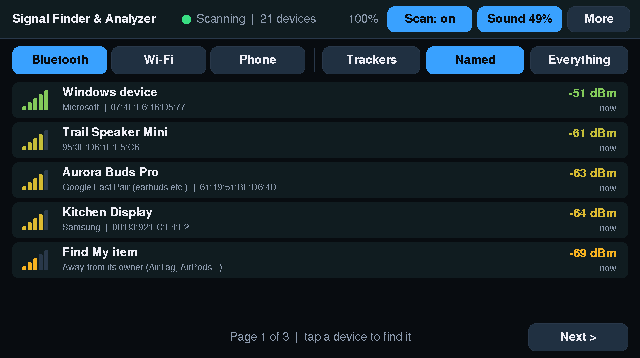 Signal Finder & Analyzer
Scanning | 21 devices
100%
Scan: on
Sound 49%
More
Bluetooth
Wi-Fi
Phone
Trackers
Named
Everything
Windows device
-51 dBm
Microsoft |
now
Trail Speaker Mini
-61 dBm
now
Aurora Buds Pro
-63 dBm
Google Fast Pair (earbuds etc.) |
now
Kitchen Display
-64 dBm
Samsung |
now
Find My item
-69 dBm
Away from its owner (AirTag, AirPods...)
now
Page 1 of 3 | tap a device to find it
Next >